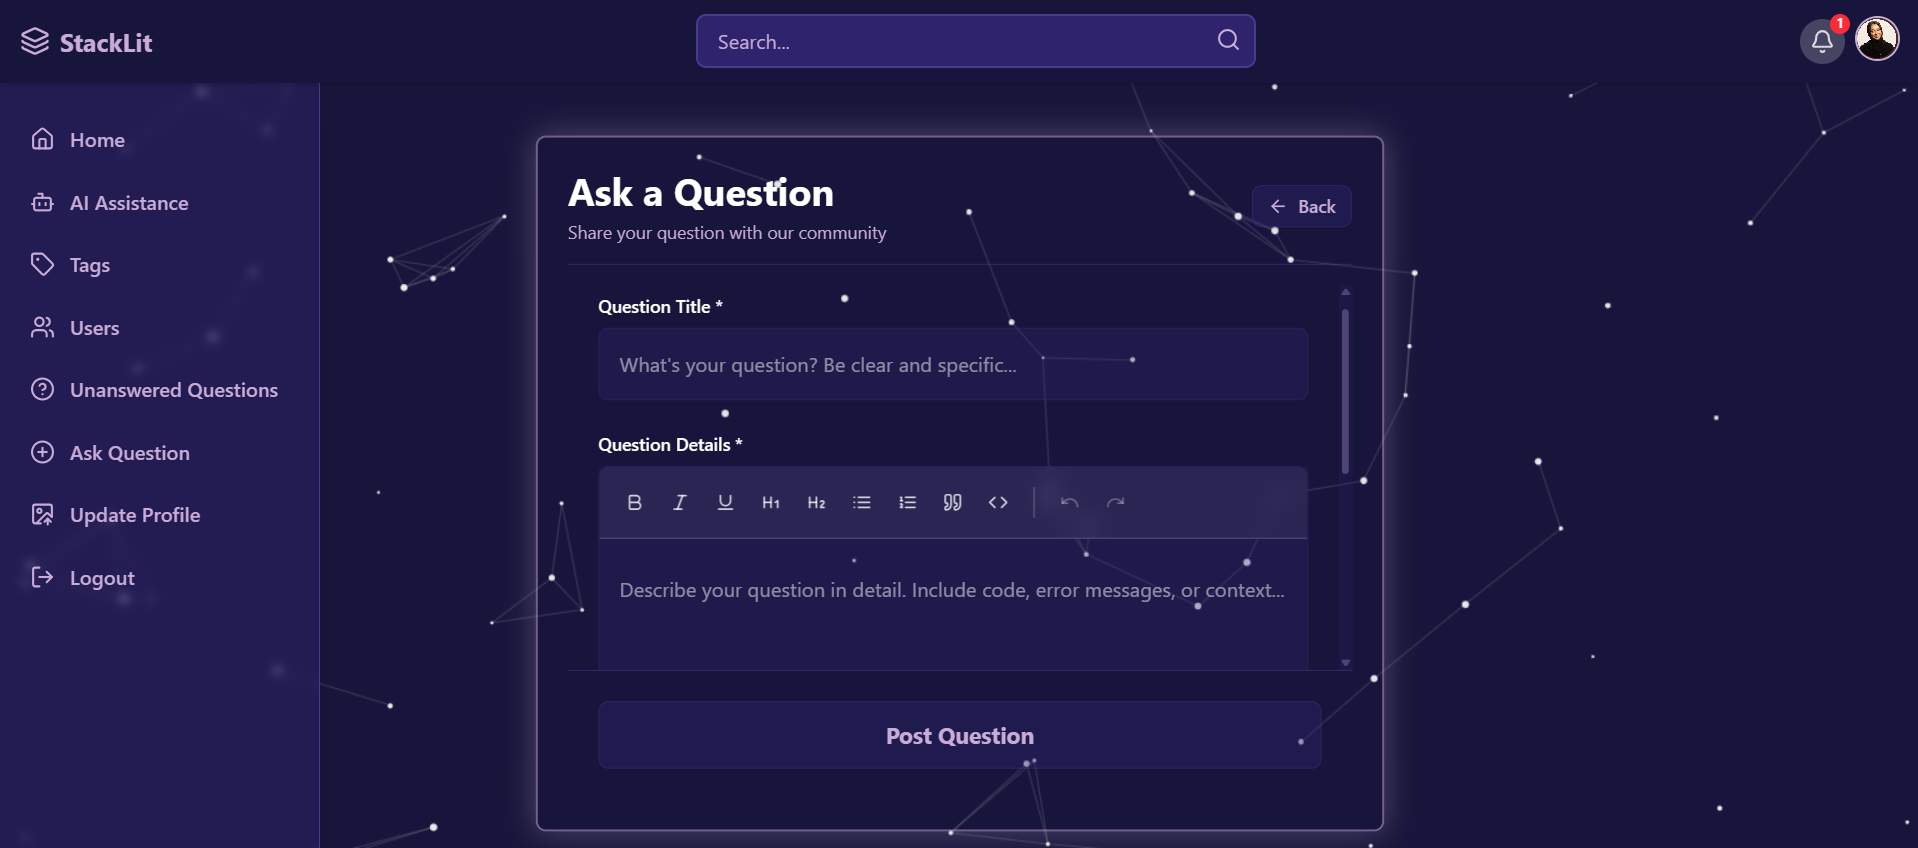 StackLit
Search...
1
Home
AI Assistance
Tags
Users
Unanswered Questions
Ask Question
Update Profile
Logout
Ask a Question
Share your question with our community
Back
Question Title *
What's your question? Be clear and specific...
Question Details *
B I U H1 H2
Describe your question in detail. Include code, error messages, or context...
Post Question